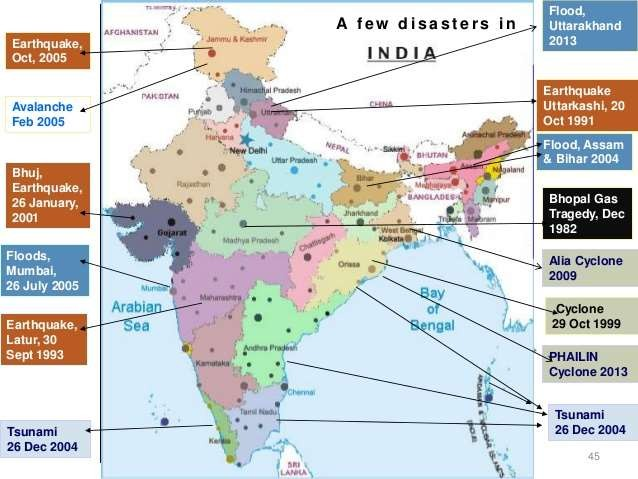 A few disasters in
INDIA
Earthquake,
Oct, 2005
Avalanche
Feb 2005
Bhuj,
Earthquake,
26 January,
2001
Floods,
Mumbai,
26 July 2005
Earthquake,
Latur, 30
Sept 1993
Tsunami
26 Dec 2004
Flood,
Uttarakhand
2013
Earthquake
Uttarkashi, 20
Oct 1991
Flood, Assam
& Bihar 2004
Bhopal Gas
Tragedy, Dec
1982
Alia Cyclone
2009
Cyclone
29 Oct 1999
PHAILIN
Cyclone 2013
Tsunami
26 Dec 2004
AFGHANISTAN
Jammu & Kashmir
PAKISTAN
Himachal Pradesh
Punjab
Uttarakhand
CHINA
Haryana
New Delhi
NEPAL
Sikkim
BHUTAN
Arunachal Pradesh
Assam
Nagaland
Rajasthan
Uttar Pradesh
Bihar
Meghalaya
BANGLADESH
Manipur
Jharkhand
Tripura
Mizoram
West Bengal
Kolkata
Gujarat
Madhya Pradesh
Chattisgarh
Orissa
Mumbai
Maharashtra
Arabian
Sea
Bay
of
Bengal
Andhra Pradesh
Karnataka
Chennai
Tamil Nadu
Kerala
ANDAMAN & NICOBAR ISLANDS
(INDIA)
SRI
LANKA
45